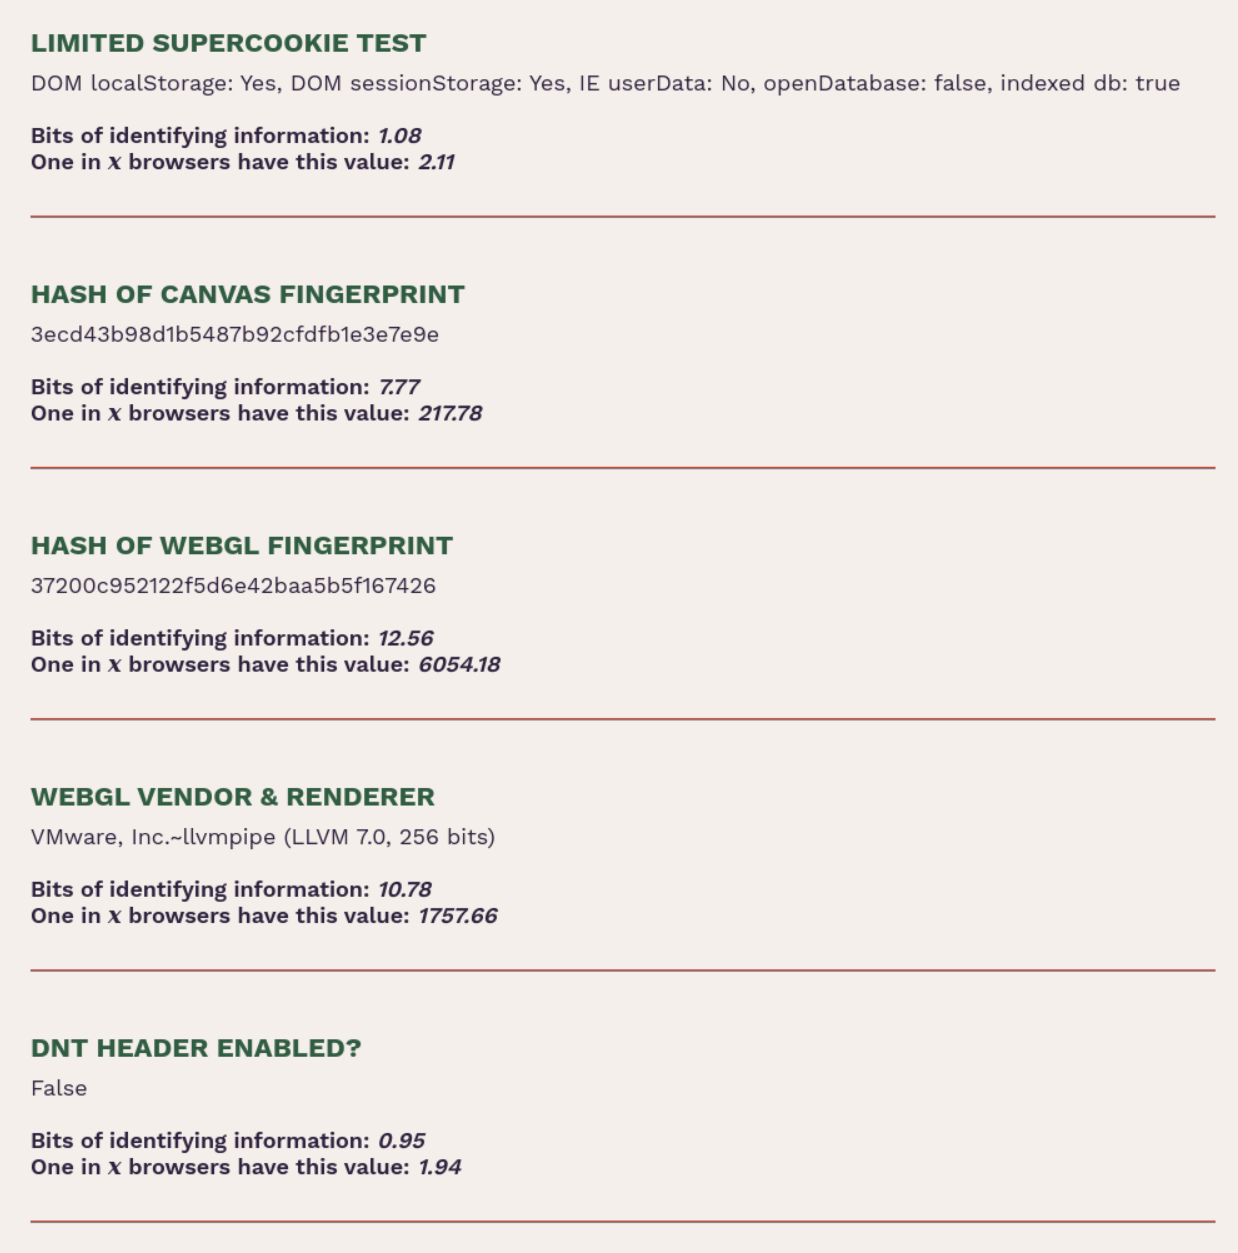 LIMITED SUPERCOOKIE TEST
DOM localStorage: Yes, DOM sessionStorage: Yes, IE userData: No, openDatabase: false, indexed db: true
Bits of identifying information: 1.08
One in x browsers have this value: 2.11
HASH OF CANVAS FINGERPRINT
3ecd43b98d1b5487b92cfdfb1e3e7e9e
Bits of identifying information: 7.77
One in x browsers have this value: 217.78
HASH OF WEBGL FINGERPRINT
37200c952122f5d6e42baa5b5f167426
Bits of identifying information: 12.56
One in x browsers have this value: 6054.18
WEBGL VENDOR & RENDERER
VMware, Inc.~llvmpipe (LLVM 7.0, 256 bits)
Bits of identifying information: 10.78
One in x browsers have this value: 1757.66
DNT HEADER ENABLED?
False
Bits of identifying information: 0.95
One in x browsers have this value: 1.94